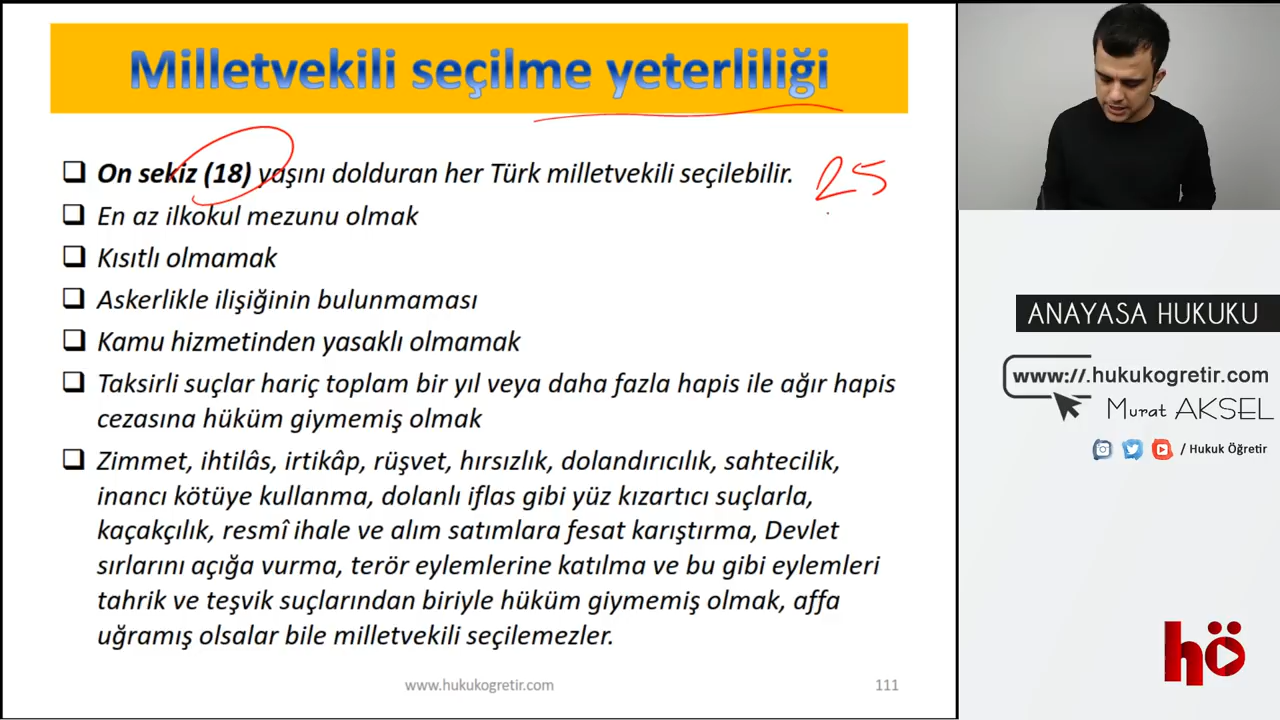 Milletvekili seçilme yeterliliği
❑ On sekiz (18) yaşını dolduran her Türk milletvekili seçilebilir. 25
❑ En az ilkokul mezunu olmak
❑ Kısıtlı olmamak
❑ Askerlikle ilişiğinin bulunmaması
❑ Kamu hizmetinden yasaklı olmamak
❑ Taksirli suçlar hariç toplam bir yıl veya daha fazla hapis ile ağır hapis
cezasına hüküm giymemiş olmak
❑ Zimmet, ihtilâs, irtikâp, rüşvet, hırsızlık, dolandırıcılık, sahtecilik,
inancı kötüye kullanma, dolanlı iflas gibi yüz kızartıcı suçlarla,
kaçakçılık, resmî ihale ve alım satımlara fesat karıştırma, Devlet
sırlarını açığa vurma, terör eylemlerine katılma ve bu gibi eylemleri
tahrik ve teşvik suçlarından biriyle hüküm giymemiş olmak, affa
uğramış olsalar bile milletvekili seçilemezler.
www.hukukogretir.com
111
ANAYASA HUKUKU
www://.hukukogretir.com
Murat AKSEL
/ Hukuk Öğretir
hö